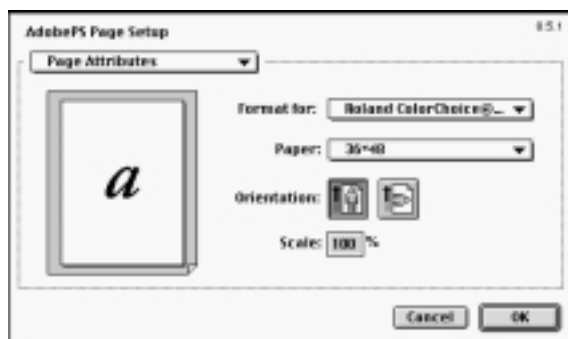 AdobePS Page Setup
8.5.1
Page Attributes
Format for: Roland ColorChoice®...
Paper: 36*48
a
Orientation:
Scale: 100 %
Cancel OK